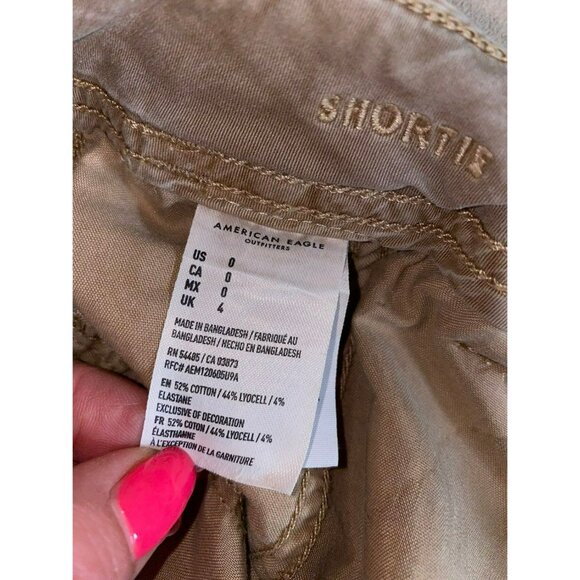 SHORTIE
AMERICAN EAGLE
OUTFITTERS
US 0
CA 0
MX 0
UK 4
MADE IN BANGLADESH / FABRIQUÉ AU
BANGLADESH / HECHO EN BANGLADESH
RN 54485 / CA 03873
RFC# AEM120605U9A
EN 52% COTTON / 44% LYOCELL / 4%
ELASTANE
EXCLUSIVE OF DECORATION
FR 52% COTON / 44% LYOCELL / 4%
ÉLASTHANNE
À L'EXCEPTION DE LA GARNITURE